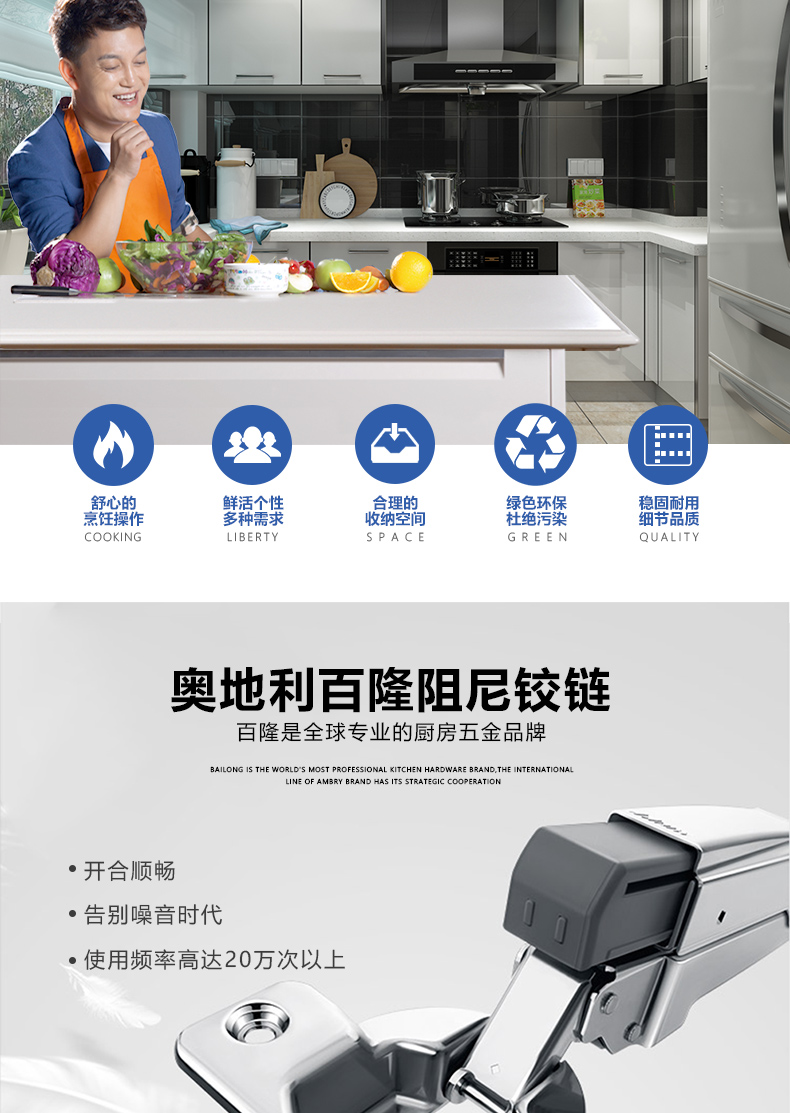 舒心的
烹饪操作
COOKING
鲜活个性
多种需求
LIBERTY
合理的
收纳空间
SPACE
绿色环保
杜绝污染
GREEN
稳固耐用
细节品质
QUALITY
奥地利百隆阻尼铰链
百隆是全球专业的厨房五金品牌
BAILONG IS THE WORLD'S MOST PROFESSIONAL KITCHEN HARDWARE BRAND,THE INTERNATIONAL
LINE OF AMBRY BRAND HAS ITS STRATEGIC COOPERATION
• 开合顺畅
• 告别噪音时代
• 使用频率高达20万次以上